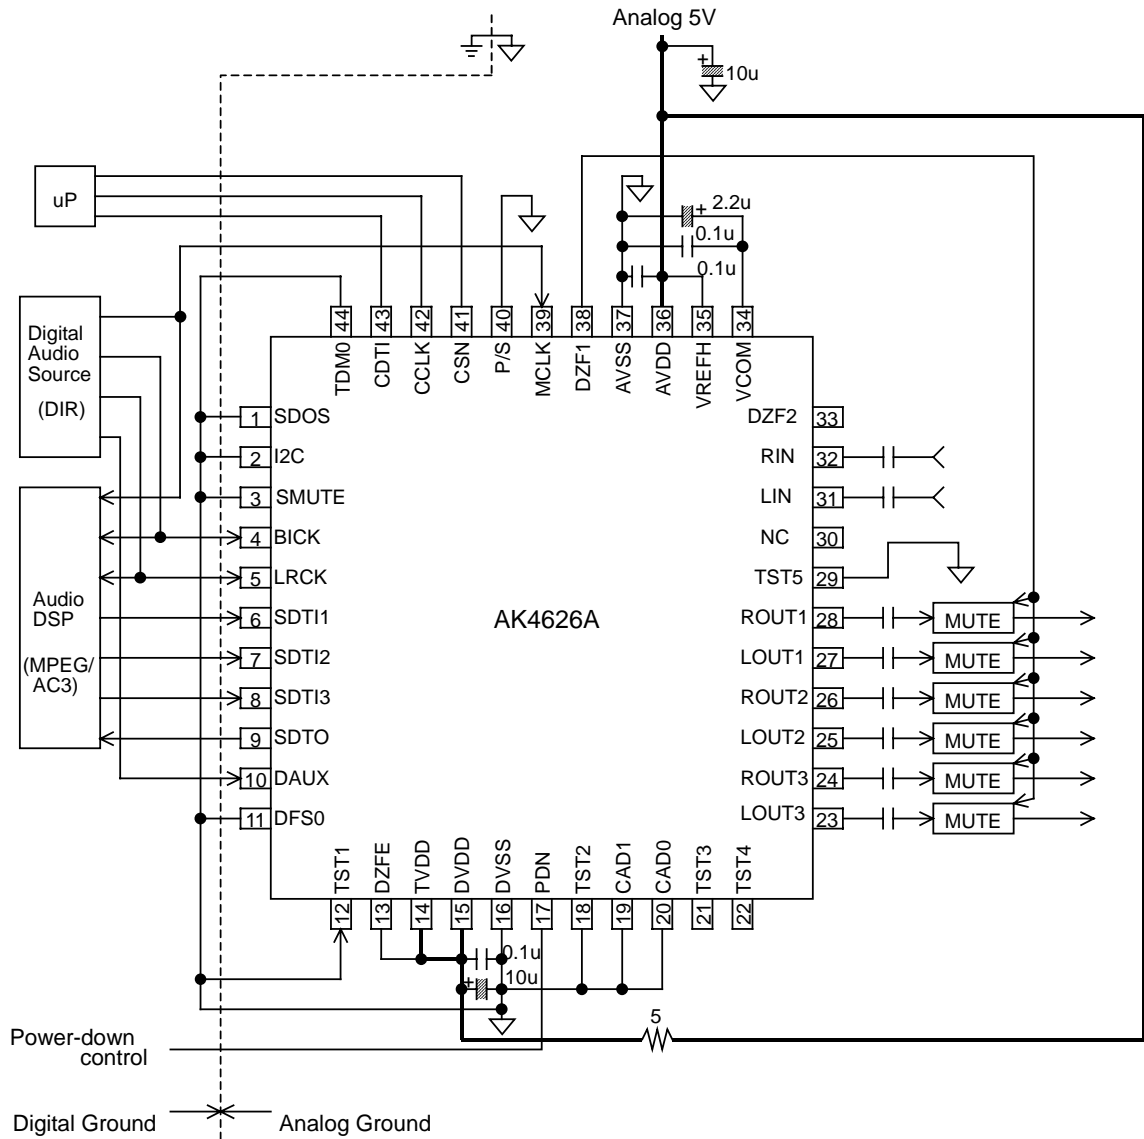 Analog 5V
+
10u
uP
+ 2.2u
0.1u
0.1u
Digital
Audio
Source
(DIR)
44 43 42 41 40 39 38 37 36 35 34
TDM0 CDTI CCLK CSN P/S MCLK DZF1 AVSS AVDD VREFH VCOM
1 SDOS
2 I2C
3 SMUTE
4 BICK
5 LRCK
6 SDTI1
7 SDTI2
8 SDTI3
9 SDTO
10 DAUX
11 DFS0
Audio
DSP
(MPEG/
AC3)
AK4626A
DZF2 33
RIN 32
LIN 31
NC 30
TST5 29
ROUT1 28 MUTE
LOUT1 27 MUTE
ROUT2 26 MUTE
LOUT2 25 MUTE
ROUT3 24 MUTE
LOUT3 23 MUTE
TST1 DZFE TVDD DVDD DVSS PDN TST2 CAD1 CAD0 TST3 TST4
12 13 14 15 16 17 18 19 20 21 22
0.1u
+ 10u
5
Power-down
control
Digital Ground Analog Ground